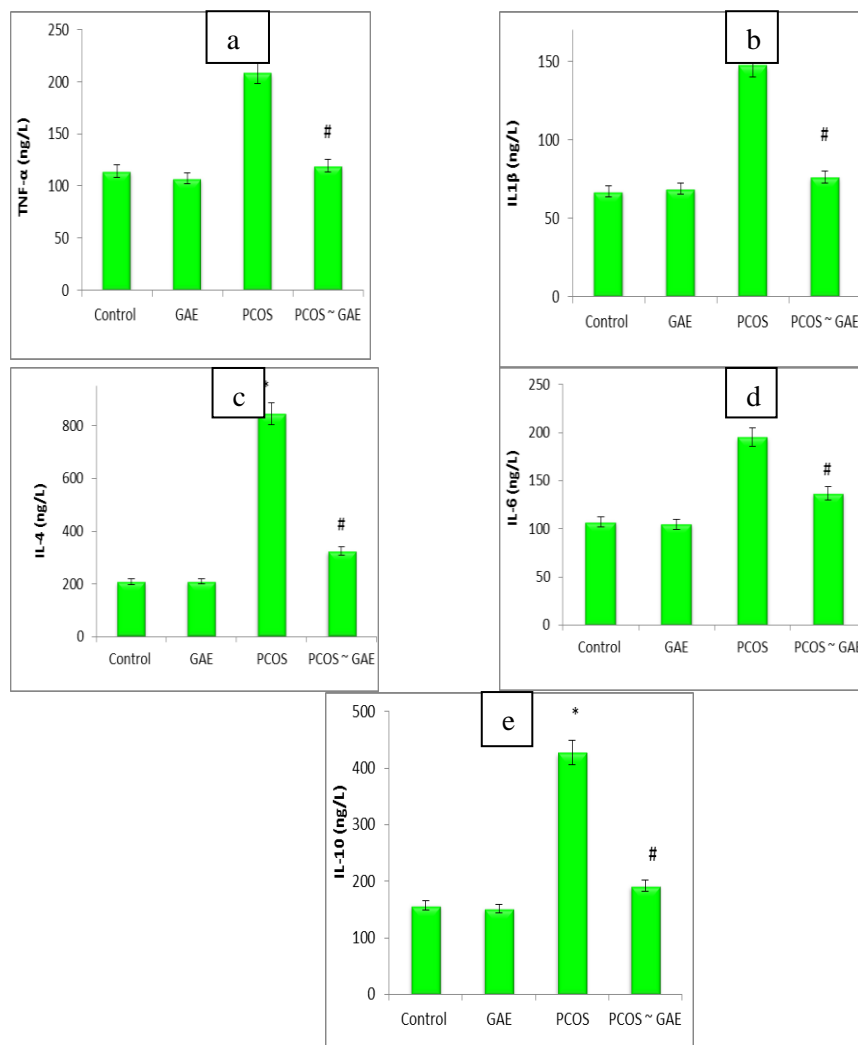 a
TNF-α (ng/L)
250
200
150
100
50
0
#
Control GAE PCOS PCOS ~ GAE
b
IL1β (ng/L)
150
100
50
0
#
Control GAE PCOS PCOS ~ GAE
c
IL-4 (ng/L)
800
600
400
200
0
*
#
Control GAE PCOS PCOS ~ GAE
d
IL-6 (ng/L)
250
200
150
100
50
0
#
Control GAE PCOS PCOS ~ GAE
e
IL-10 (ng/L)
500
400
300
200
100
0
*
#
Control GAE PCOS PCOS ~ GAE